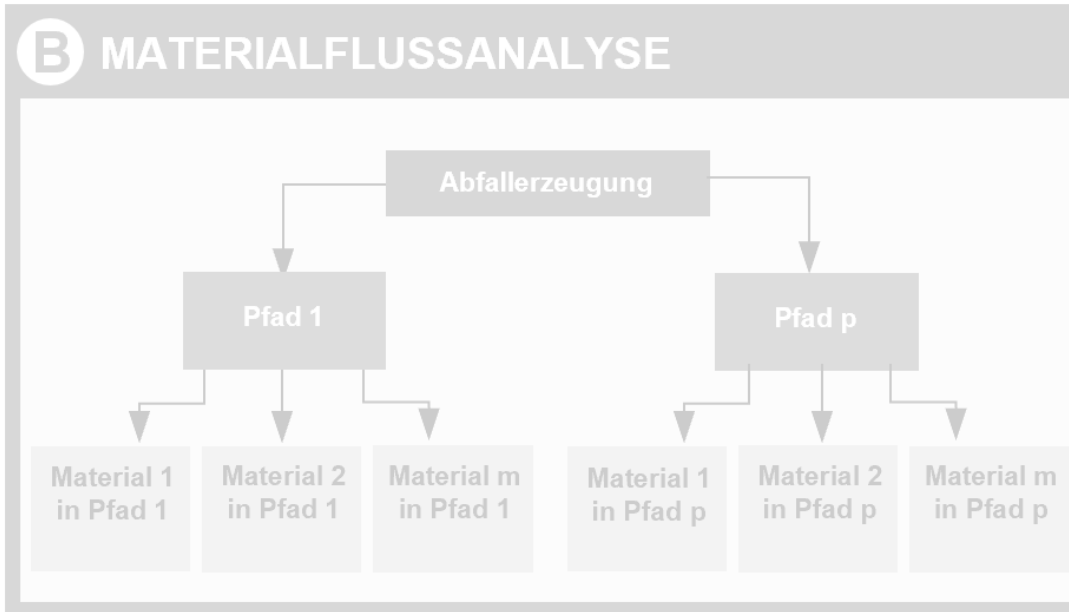 B MATERIALFLUSSANALYSE
Abfallerzeugung
Pfad 1
Pfad p
Material 1
in Pfad 1
Material 2
in Pfad 1
Material m
in Pfad 1
Material 1
in Pfad p
Material 2
in Pfad p
Material m
in Pfad p